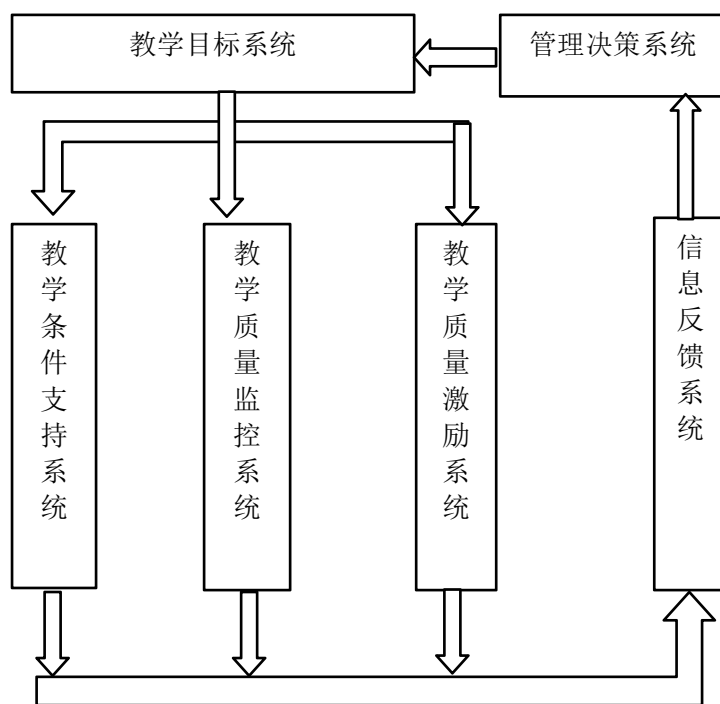 教学目标系统
管理决策系统
教学条件支持系统
教学质量监控系统
教学质量激励系统
信息反馈系统